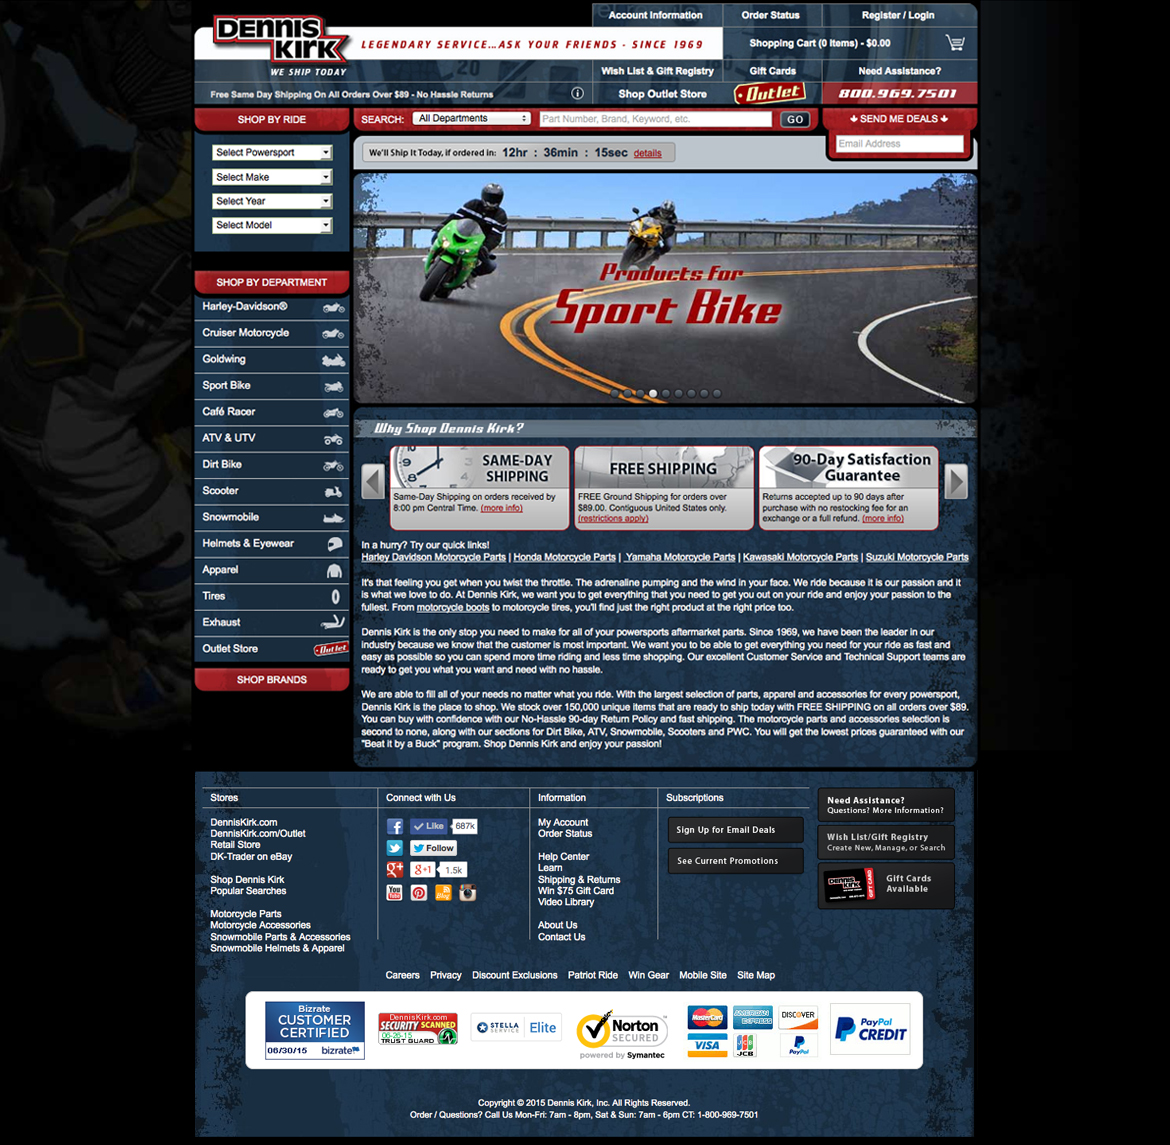 DENNIS KIRK
WE SHIP TODAY
LEGENDARY SERVICE...ASK YOUR FRIENDS - SINCE 1969
Account Information
Order Status
Register / Login
Shopping Cart (0 items) - $0.00
Wish List & Gift Registry
Gift Cards
Need Assistance?
Free Same Day Shipping On All Orders Over $89 - No Hassle Returns
Shop Outlet Store
Outlet
800.969.7501
SHOP BY RIDE
SEARCH:
All Departments
Part Number, Brand, Keyword, etc.
GO
SEND ME DEALS
Email Address
We'll Ship It Today, if ordered in: 12hr : 36min : 15sec details
Select Powersport
Select Make
Select Year
Select Model
Products for
Sport Bike
SHOP BY DEPARTMENT
Harley-Davidson®
Cruiser Motorcycle
Goldwing
Sport Bike
Café Racer
ATV & UTV
Dirt Bike
Scooter
Snowmobile
Helmets & Eyewear
Apparel
Tires
Exhaust
Outlet Store
Outlet
SHOP BRANDS
Why Shop Dennis Kirk?
SAME-DAY
SHIPPING
Same-Day Shipping on orders received by
8:00 pm Central Time. (more info)
FREE SHIPPING
FREE Ground Shipping for orders over
$89.00. Contiguous United States only.
(restrictions apply)
90-Day Satisfaction
Guarantee
Returns accepted up to 90 days after
purchase with no restocking fee for an
exchange or a full refund. (more info)
In a hurry? Try our quick links!
Harley Davidson Motorcycle Parts | Honda Motorcycle Parts | Yamaha Motorcycle Parts | Kawasaki Motorcycle Parts | Suzuki Motorcycle Parts
It's that feeling you get when you twist the throttle. The adrenaline pumping and the wind in your face. We ride because it is our passion and it
is what we love to do. At Dennis Kirk, we want you to get everything that you need to get you out on your ride and enjoy your passion to the
fullest. From motorcycle boots to motorcycle tires, you'll find just the right product at the right price too.
Dennis Kirk is the only stop you need to make for all of your powersports aftermarket parts. Since 1969, we have been the leader in our
industry because we know that the customer is most important. We want you to be able to get everything you need for your ride as fast and
easy as possible so you can spend more time riding and less time shopping. Our excellent Customer Service and Technical Support teams are
ready to get you what you want and need with no hassle.
We are able to fill all of your needs no matter what you ride. With the largest selection of parts, apparel and accessories for every powersport,
Dennis Kirk is the place to shop. We stock over 150,000 unique items that are ready to ship today with FREE SHIPPING on all orders over $89.
You can buy with confidence with our No-Hassle 90-day Return Policy and fast shipping. The motorcycle parts and accessories selection is
second to none, along with our sections for Dirt Bike, ATV, Snowmobile, Scooters and PWC. You will get the lowest prices guaranteed with our
"Beat it by a Buck" program. Shop Dennis Kirk and enjoy your passion!
Stores
DennisKirk.com
DennisKirk.com/Outlet
Retail Store
DK-Trader on eBay
Shop Dennis Kirk
Popular Searches
Motorcycle Parts
Motorcycle Accessories
Snowmobile Parts & Accessories
Snowmobile Helmets & Apparel
Connect with Us
Like 687k
Follow
+1 1.5k
You Tube
Information
My Account
Order Status
Help Center
Learn
Shipping & Returns
Win $75 Gift Card
Video Library
About Us
Contact Us
Subscriptions
Sign Up for Email Deals
See Current Promotions
Need Assistance?
Questions? More Information?
Wish List/Gift Registry
Create New, Manage, or Search
DENNIS KIRK
GIFT CARD
Gift Cards
Available
Careers Privacy Discount Exclusions Patriot Ride Win Gear Mobile Site Site Map
Bizrate
CUSTOMER
CERTIFIED
06/30/15 bizrate
DennisKirk.com
SECURITY SCANNED
06-26-15
TRUST GUARD
STELLA SERVICE Elite
Norton
SECURED
powered by Symantec
MasterCard
AMERICAN EXPRESS
DISCOVER
VISA
JCB
PayPal
PayPal
CREDIT
Copyright © 2015 Dennis Kirk, Inc. All Rights Reserved.
Order / Questions? Call Us Mon-Fri: 7am - 8pm, Sat & Sun: 7am - 6pm CT: 1-800-969-7501